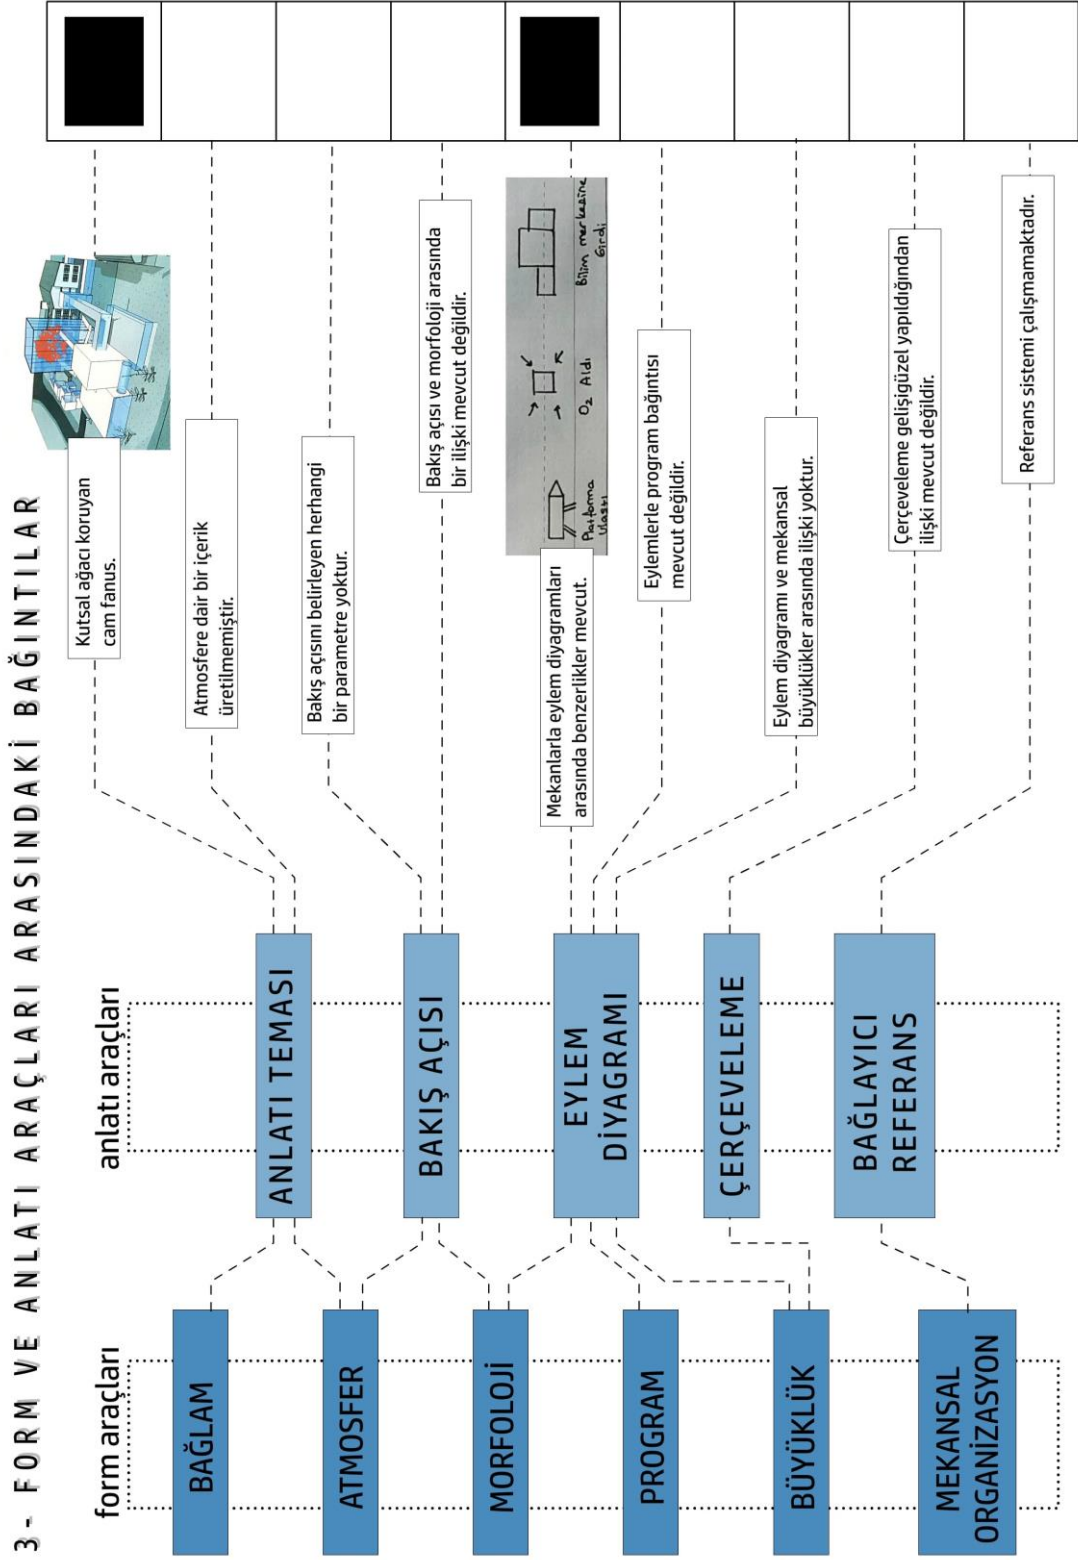 3- FORM VE ANLATI ARAÇLARI ARASINDAKİ BAĞINTILAR
form araçları
BAĞLAM
ATMOSFER
MORFOLOJİ
PROGRAM
BÜYÜKLÜK
MEKANSAL
ORGANİZASYON
anlatı araçları
ANLATI TEMASI
BAKIŞ AÇISI
EYLEM
DİYAGRAMI
ÇERÇEVELEME
BAĞLAYICI
REFERANS
Kutsal ağacı koruyan
cam fanus.
Atmosfere dair bir içerik
üretilmemiştir.
Bakış açısını belirleyen herhangi
bir parametre yoktur.
Bakış açısı ve morfoloji arasında
bir ilişki mevcut değildir.
Mekanlarla eylem diyagramları
arasında benzerlikler mevcut.
Platforma
Ulaştı
O₂ Aldı
Bilim merkezine
Girdi
Eylemlerle program bağıntısı
mevcut değildir.
Eylem diyagramı ve mekansal
büyüklükler arasında ilişki yoktur.
Çerçeveleme gelişigüzel yapıldığından
ilişki mevcut değildir.
Referans sistemi çalışmamaktadır.